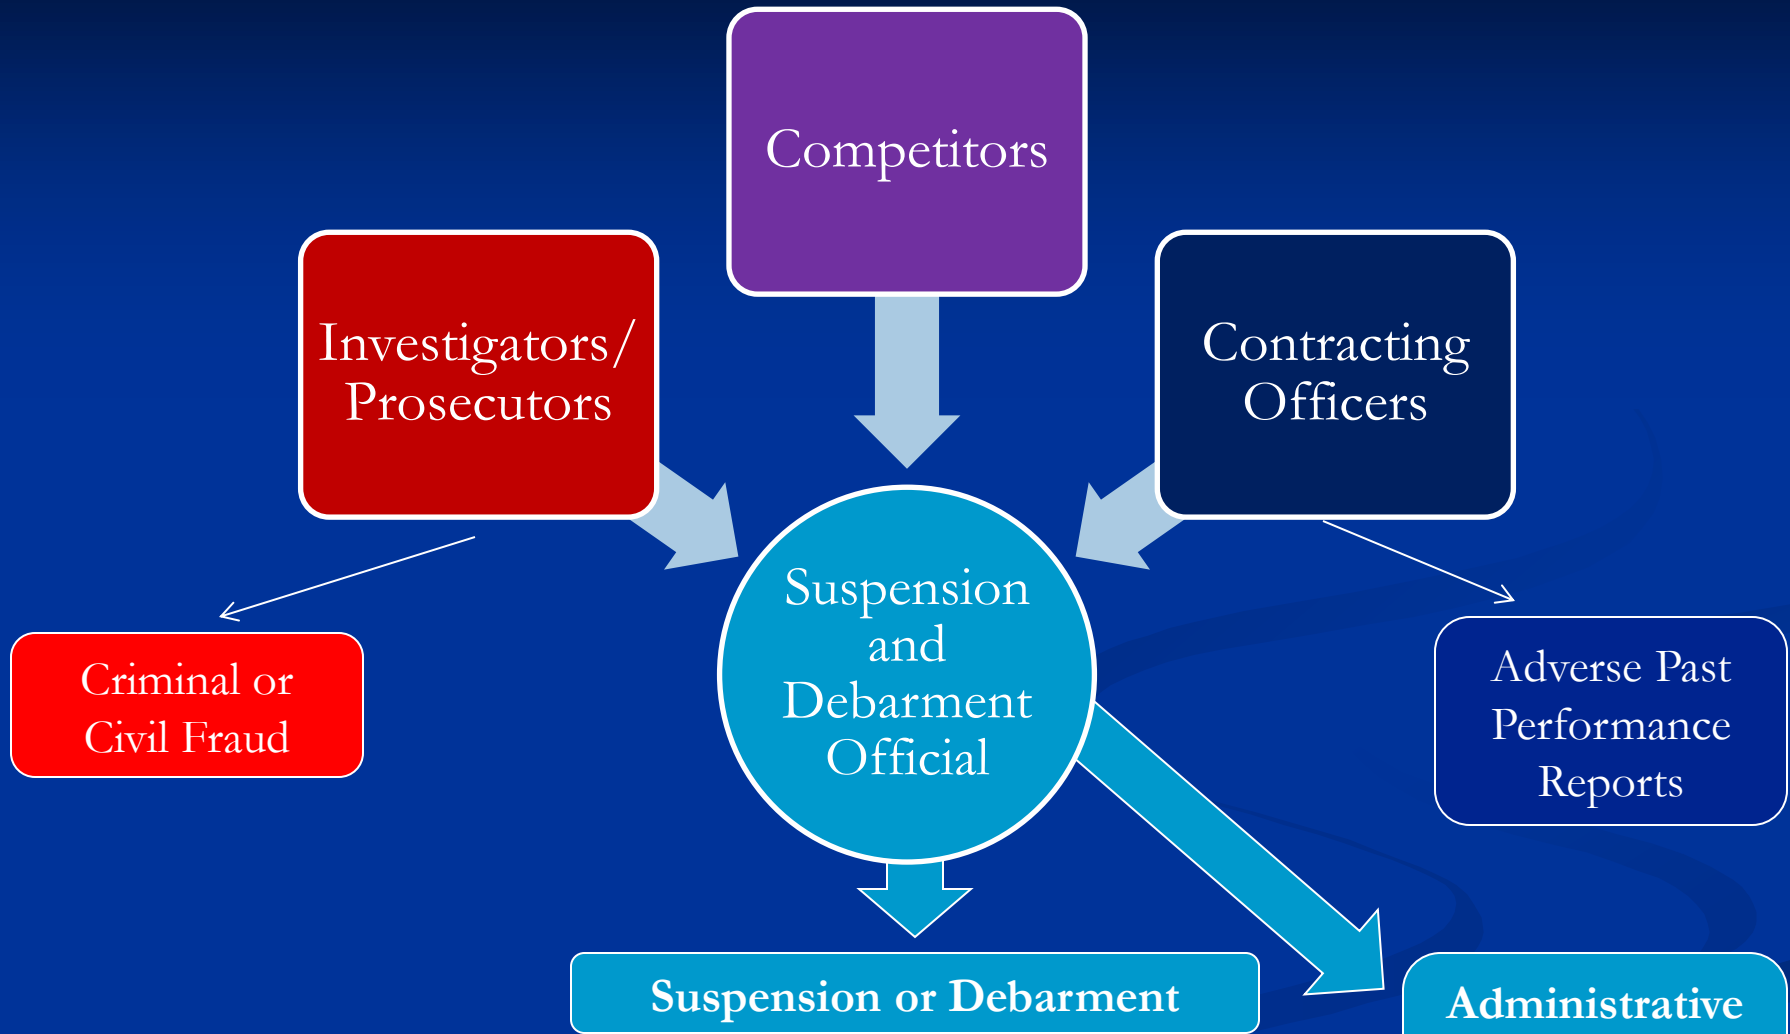 Competitors
Investigators/
Prosecutors
Contracting
Officers
Suspension
and
Debarment
Official
Criminal or
Civil Fraud
Adverse Past
Performance
Reports
Suspension or Debarment
Administrative